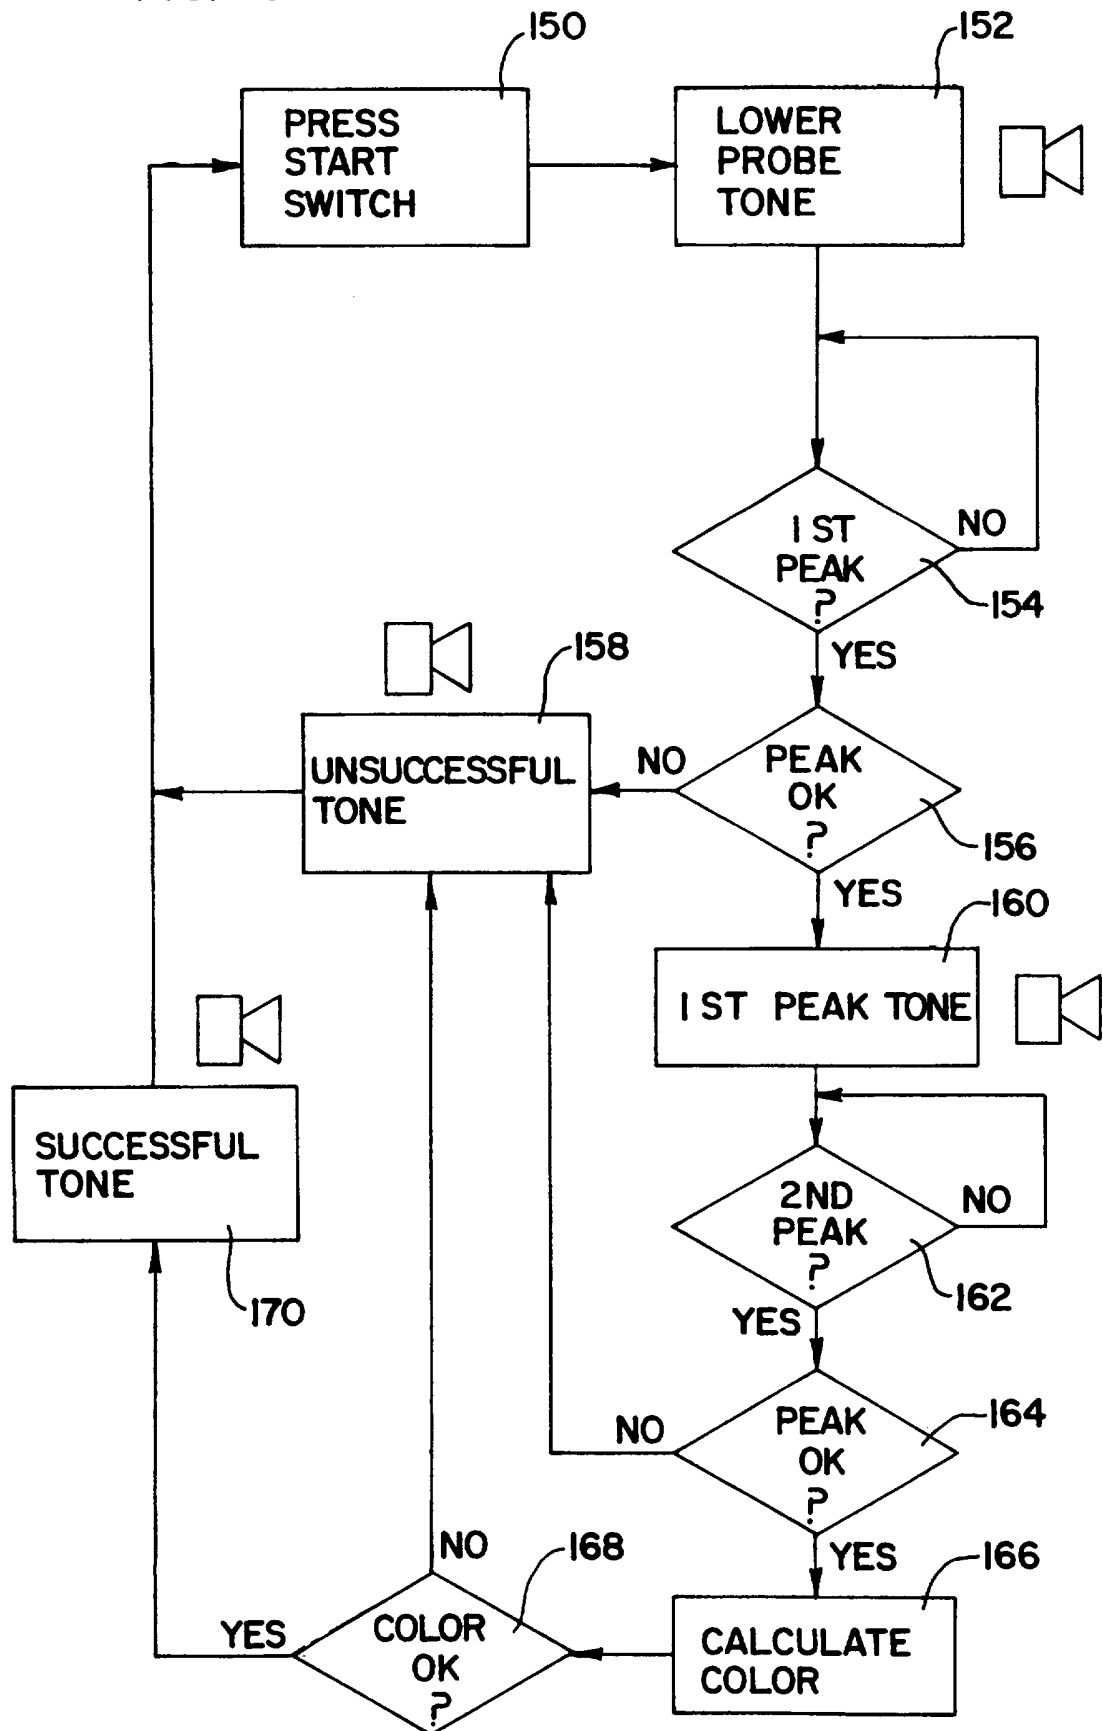 150
152
PRESS
START
SWITCH
LOWER
PROBE
TONE
1 ST
PEAK
?
NO
154
YES
158
UNSUCCESSFUL
TONE
NO
PEAK
OK
?
156
YES
160
1 ST PEAK TONE
SUCCESSFUL
TONE
170
2ND
PEAK
?
NO
162
YES
NO
PEAK
OK
?
164
YES
166
CALCULATE
COLOR
168
NO
COLOR
OK
?
YES